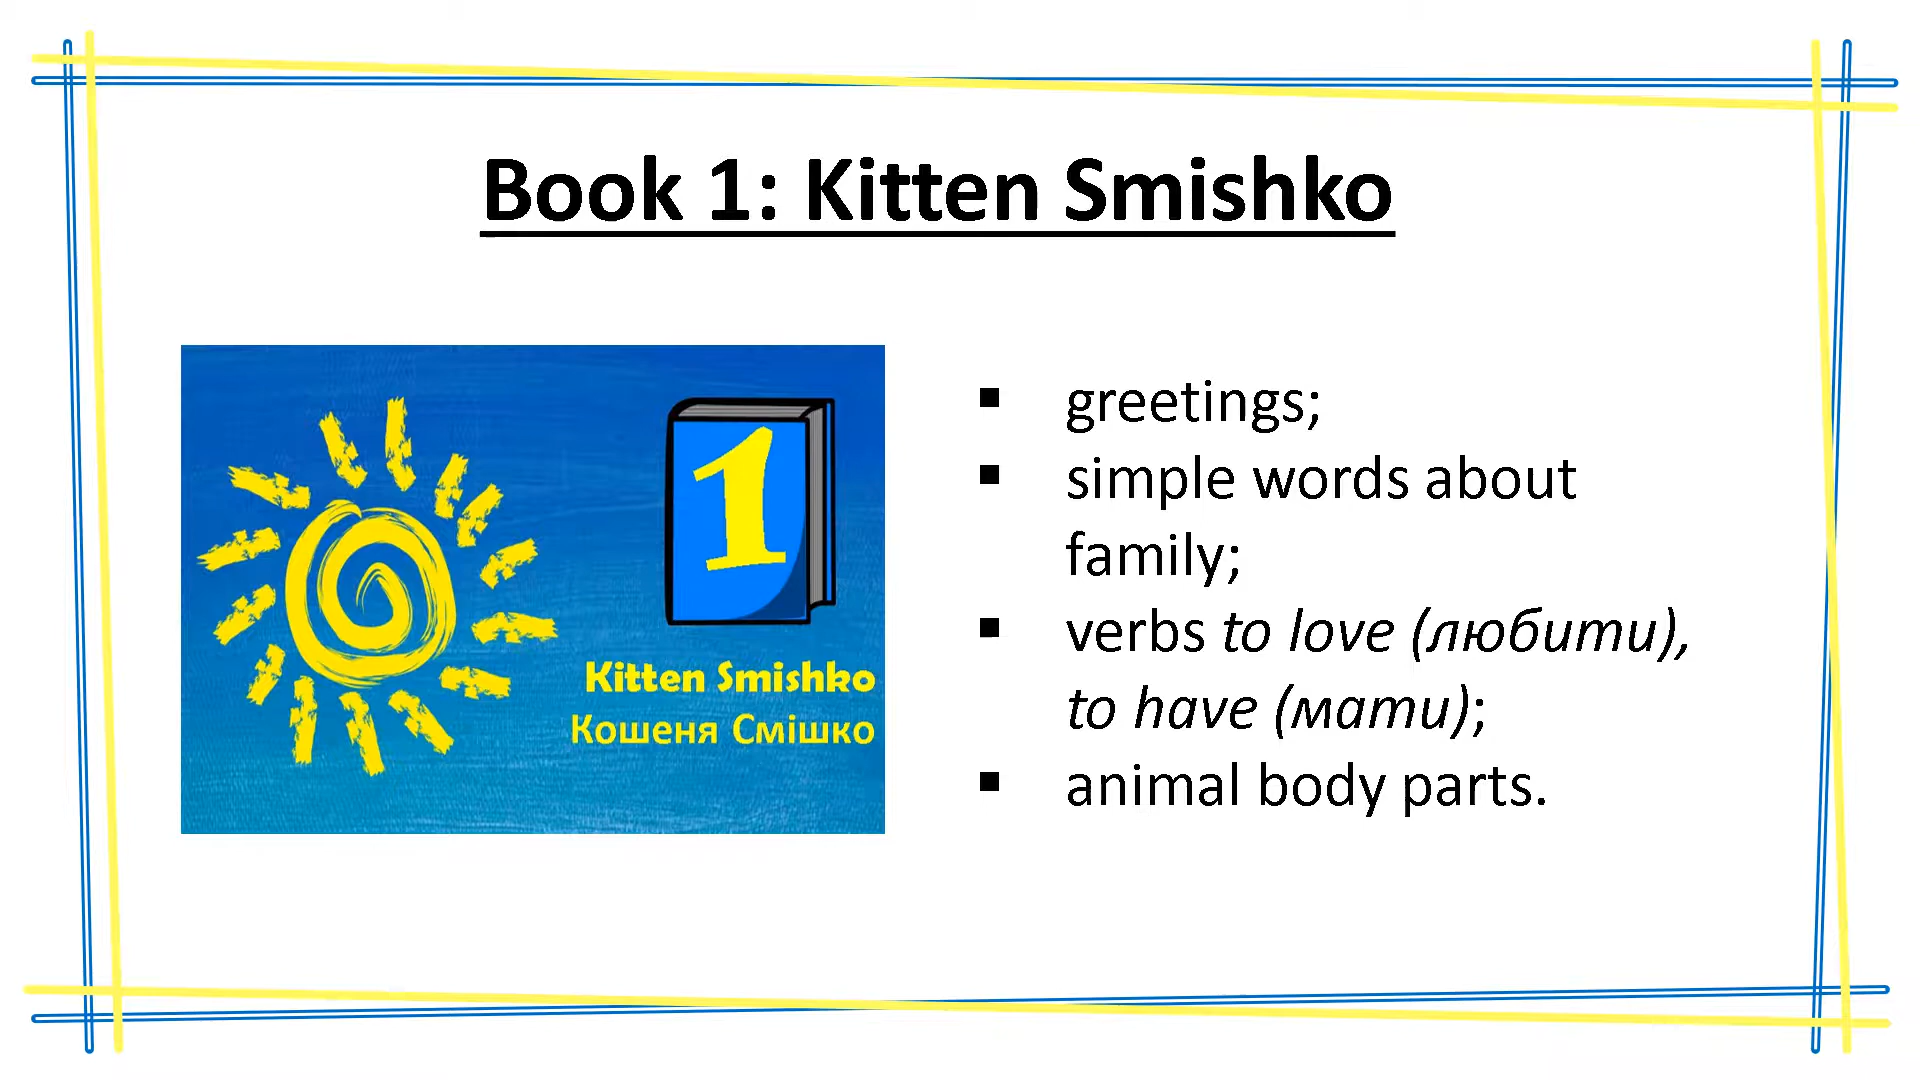 Book 1: Kitten Smishko
1
Kitten Smishko
Кошеня Смішко
▪ greetings;
▪ simple words about
family;
▪ verbs to love (любити),
to have (мати);
▪ animal body parts.